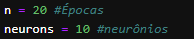 n = 20 #Épocas
neurons = 10 #neurônios